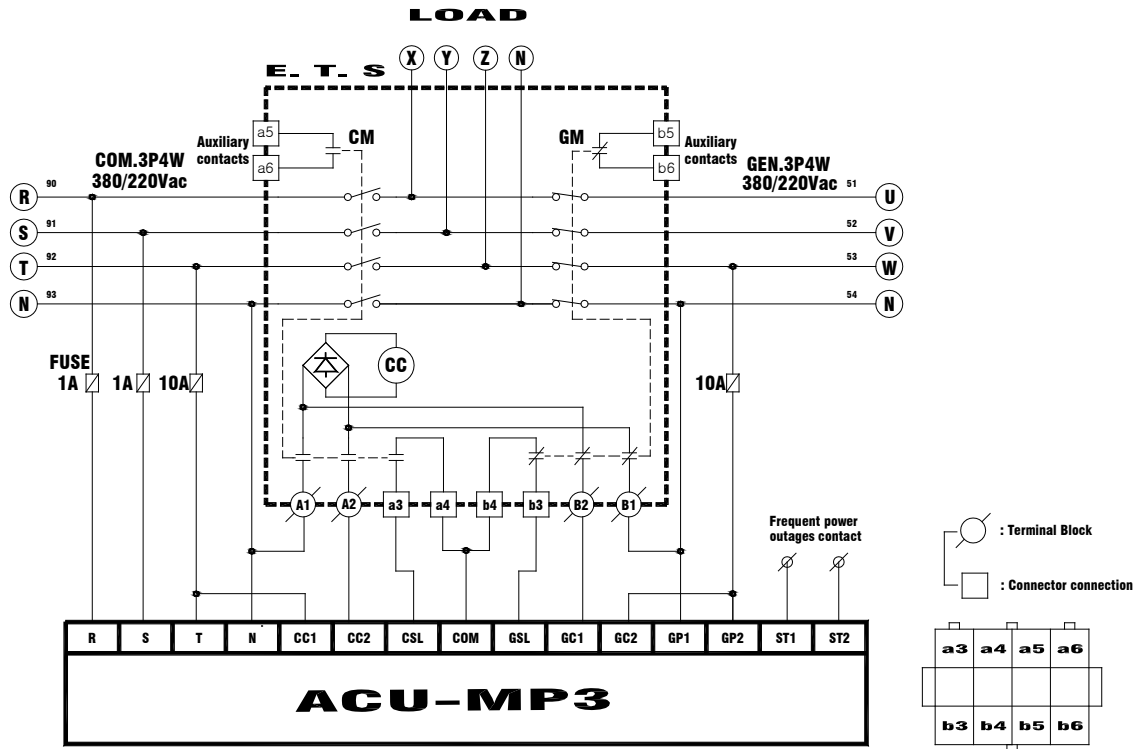 LOAD
X Y Z N
E. T. S
a5 Auxiliary contacts CM GM b5 Auxiliary contacts
a6 b6
COM.3P4W
380/220Vac
GEN.3P4W
380/220Vac
R 90 51 U
S 91 52 V
T 92 53 W
N 93 54 N
FUSE
1A 1A 10A CC 10A
A1 A2 a3 a4 b4 b3 B2 B1
Frequent power
outages contact
: Terminal Block
: Connector connection
R S T N CC1 CC2 CSL COM GSL GC1 GC2 GP1 GP2 ST1 ST2
ACU-MP3
a3 a4 a5 a6
b3 b4 b5 b6